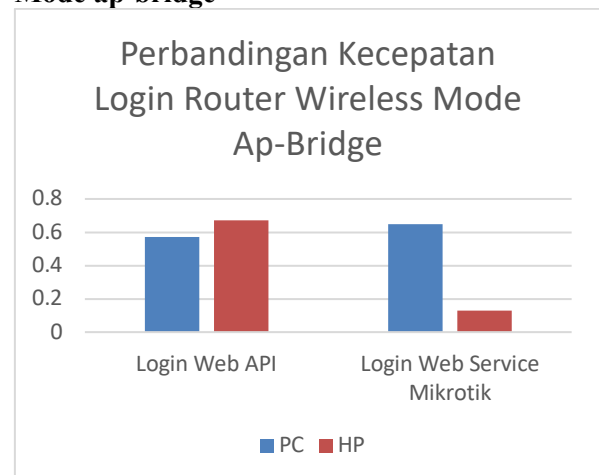 Mode ap-bridge
Perbandingan Kecepatan
Login Router Wireless Mode
Ap-Bridge
0.8
0.6
0.4
0.2
0
Login Web API
Login Web Service
Mikrotik
PC HP